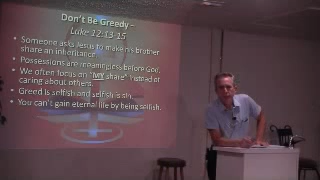 Don't Be Greedy –
Luke 12:13-15
• Someone asks Jesus to make his brother
share an inheritance.
• Possessions are meaningless before God.
• We often focus on "MY share" instead of
caring about others.
• Greed is selfish and selfish is sin.
• You can't gain eternal life by being selfish.